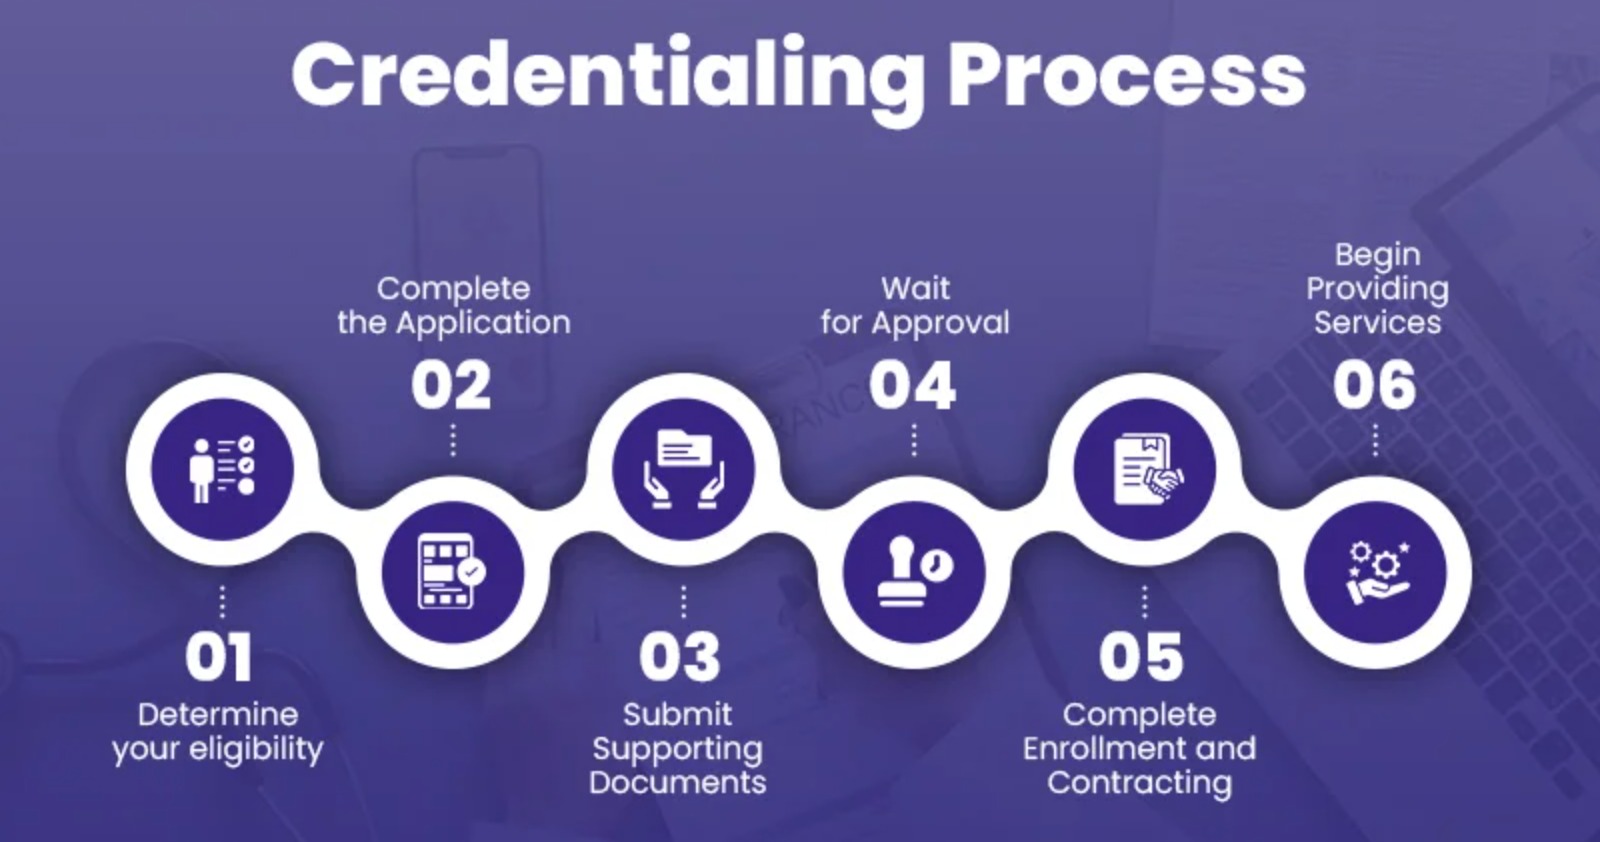 Credentialing Process
01
Determine
your eligibility
Complete
the Application
02
03
Submit
Supporting
Documents
Wait
for Approval
04
05
Complete
Enrollment and
Contracting
Begin
Providing
Services
06